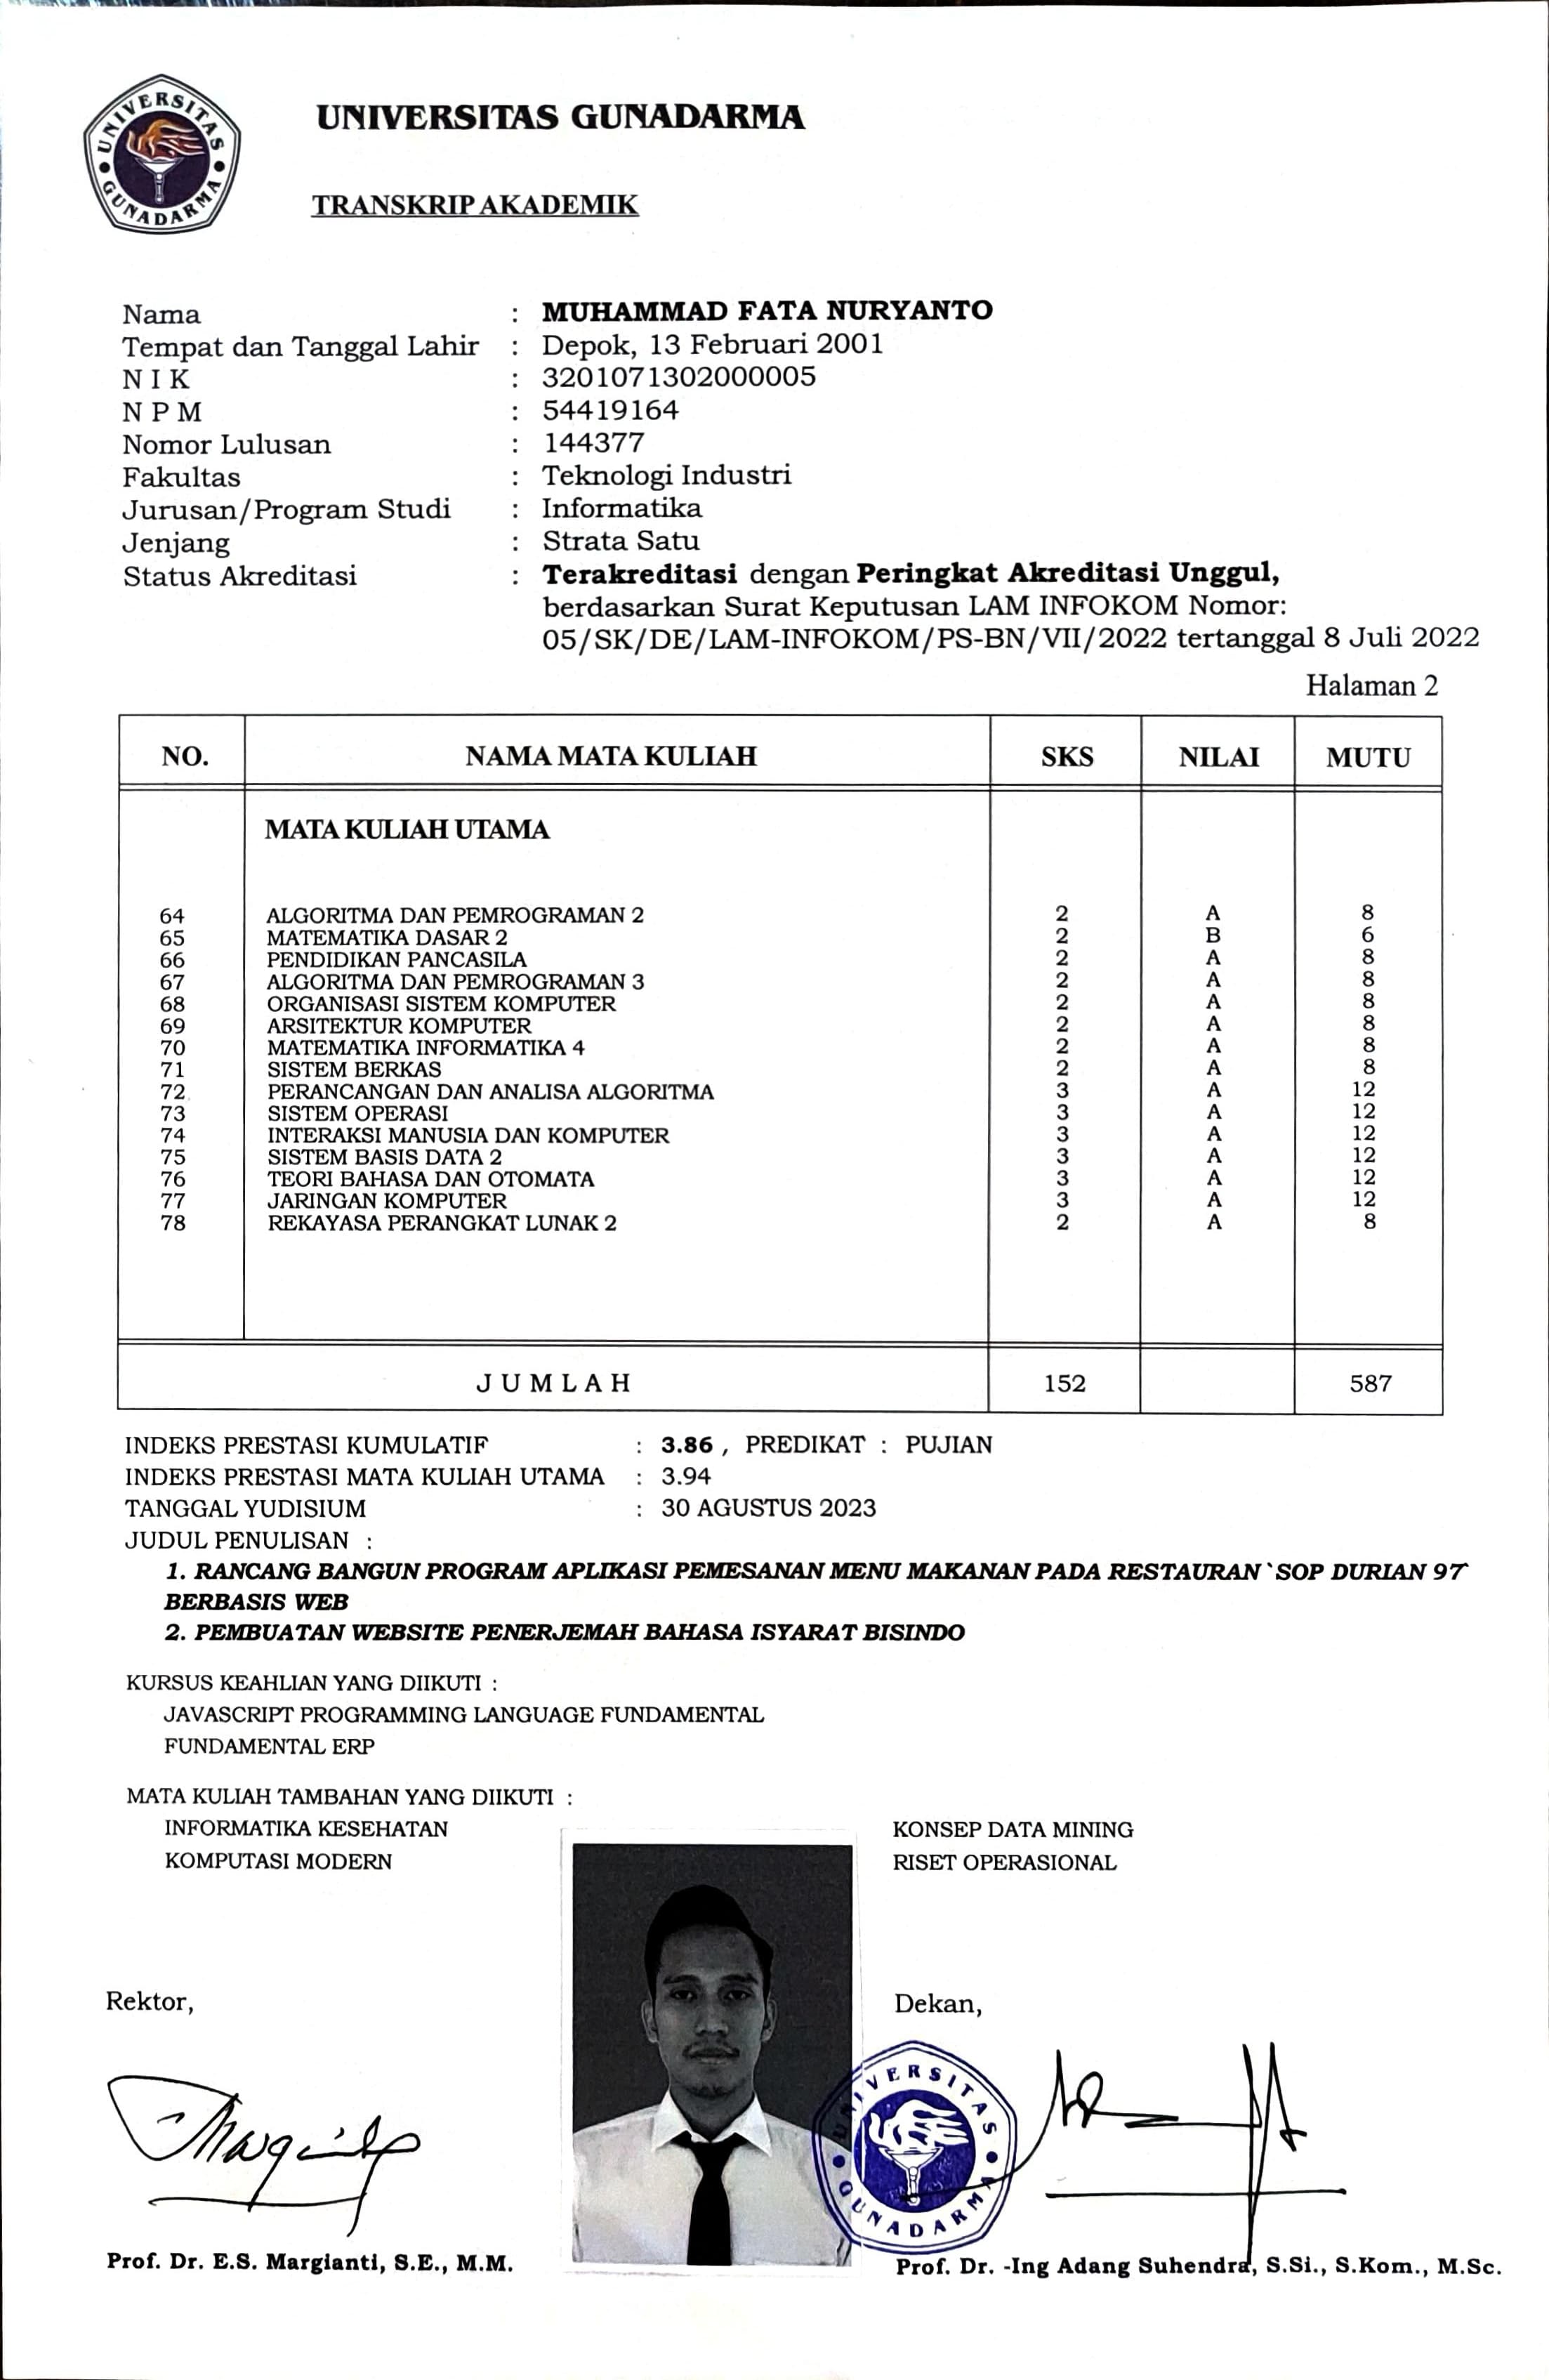 UNIVERSITAS GUNADARMA
UNIVERSITAS GUNADARMA
TRANSKRIP AKADEMIK
Nama : MUHAMMAD FATA NURYANTO
Tempat dan Tanggal Lahir : Depok, 13 Februari 2001
N I K : 3201071302000005
N P M : 54419164
Nomor Lulusan : 144377
Fakultas : Teknologi Industri
Jurusan/Program Studi : Informatika
Jenjang : Strata Satu
Status Akreditasi : Terakreditasi dengan Peringkat Akreditasi Unggul,
berdasarkan Surat Keputusan LAM INFOKOM Nomor:
05/SK/DE/LAM-INFOKOM/PS-BN/VII/2022 tertanggal 8 Juli 2022
Halaman 2
NO. NAMA MATA KULIAH SKS NILAI MUTU
MATA KULIAH UTAMA
64 ALGORITMA DAN PEMROGRAMAN 2 2 A 8
65 MATEMATIKA DASAR 2 2 B 6
66 PENDIDIKAN PANCASILA 2 A 8
67 ALGORITMA DAN PEMROGRAMAN 3 2 A 8
68 ORGANISASI SISTEM KOMPUTER 2 A 8
69 ARSITEKTUR KOMPUTER 2 A 8
70 MATEMATIKA INFORMATIKA 4 2 A 8
71 SISTEM BERKAS 2 A 8
72 PERANCANGAN DAN ANALISA ALGORITMA 3 A 12
73 SISTEM OPERASI 3 A 12
74 INTERAKSI MANUSIA DAN KOMPUTER 3 A 12
75 SISTEM BASIS DATA 2 3 A 12
76 TEORI BAHASA DAN OTOMATA 3 A 12
77 JARINGAN KOMPUTER 3 A 12
78 REKAYASA PERANGKAT LUNAK 2 2 A 8
J U M L A H 152 587
INDEKS PRESTASI KUMULATIF : 3.86 , PREDIKAT : PUJIAN
INDEKS PRESTASI MATA KULIAH UTAMA : 3.94
TANGGAL YUDISIUM : 30 AGUSTUS 2023
JUDUL PENULISAN :
1. RANCANG BANGUN PROGRAM APLIKASI PEMESANAN MENU MAKANAN PADA RESTAURAN `SOP DURIAN 97`
BERBASIS WEB
2. PEMBUATAN WEBSITE PENERJEMAH BAHASA ISYARAT BISINDO
KURSUS KEAHLIAN YANG DIIKUTI :
JAVASCRIPT PROGRAMMING LANGUAGE FUNDAMENTAL
FUNDAMENTAL ERP
MATA KULIAH TAMBAHAN YANG DIIKUTI :
INFORMATIKA KESEHATAN KONSEP DATA MINING
KOMPUTASI MODERN RISET OPERASIONAL
Rektor, Dekan,
UNIVERSITAS GUNADARMA
Prof. Dr. E.S. Margianti, S.E., M.M. Prof. Dr. -Ing Adang Suhendra, S.Si., S.Kom., M.Sc.